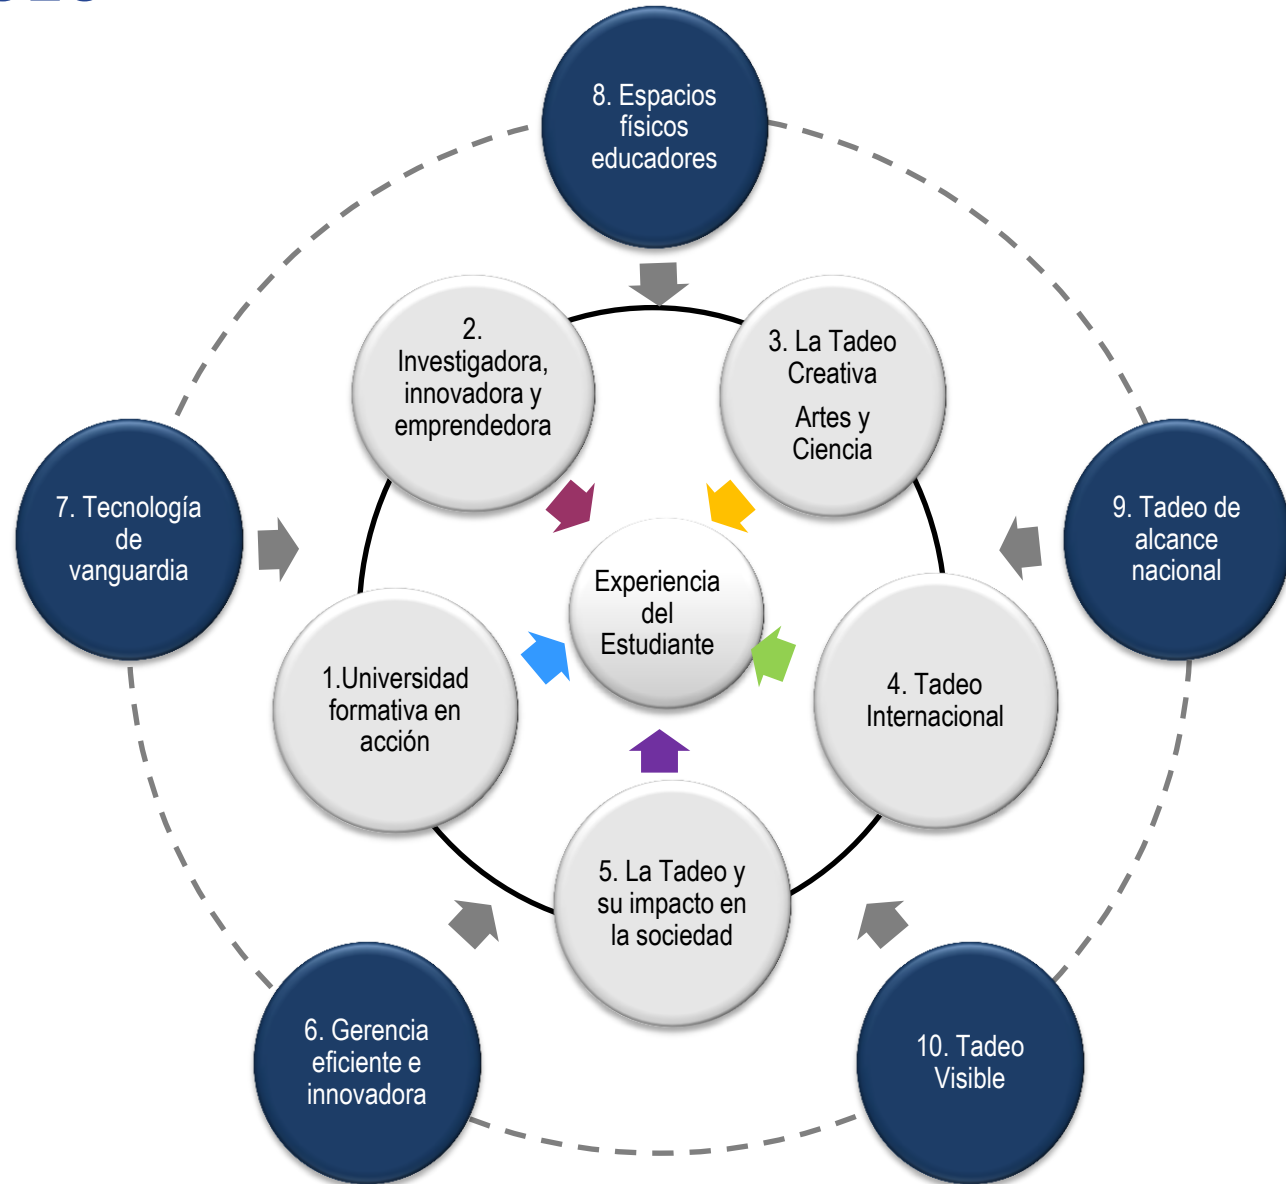 8. Espacios
físicos
educadores
2.
Investigadora,
innovadora y
emprendedora
3. La Tadeo
Creativa
Artes y
Ciencia
7. Tecnología
de
vanguardia
9. Tadeo de
alcance
nacional
Experiencia
del
Estudiante
1.Universidad
formativa en
acción
4. Tadeo
Internacional
5. La Tadeo y
su impacto en
la sociedad
6. Gerencia
eficiente e
innovadora
10. Tadeo
Visible